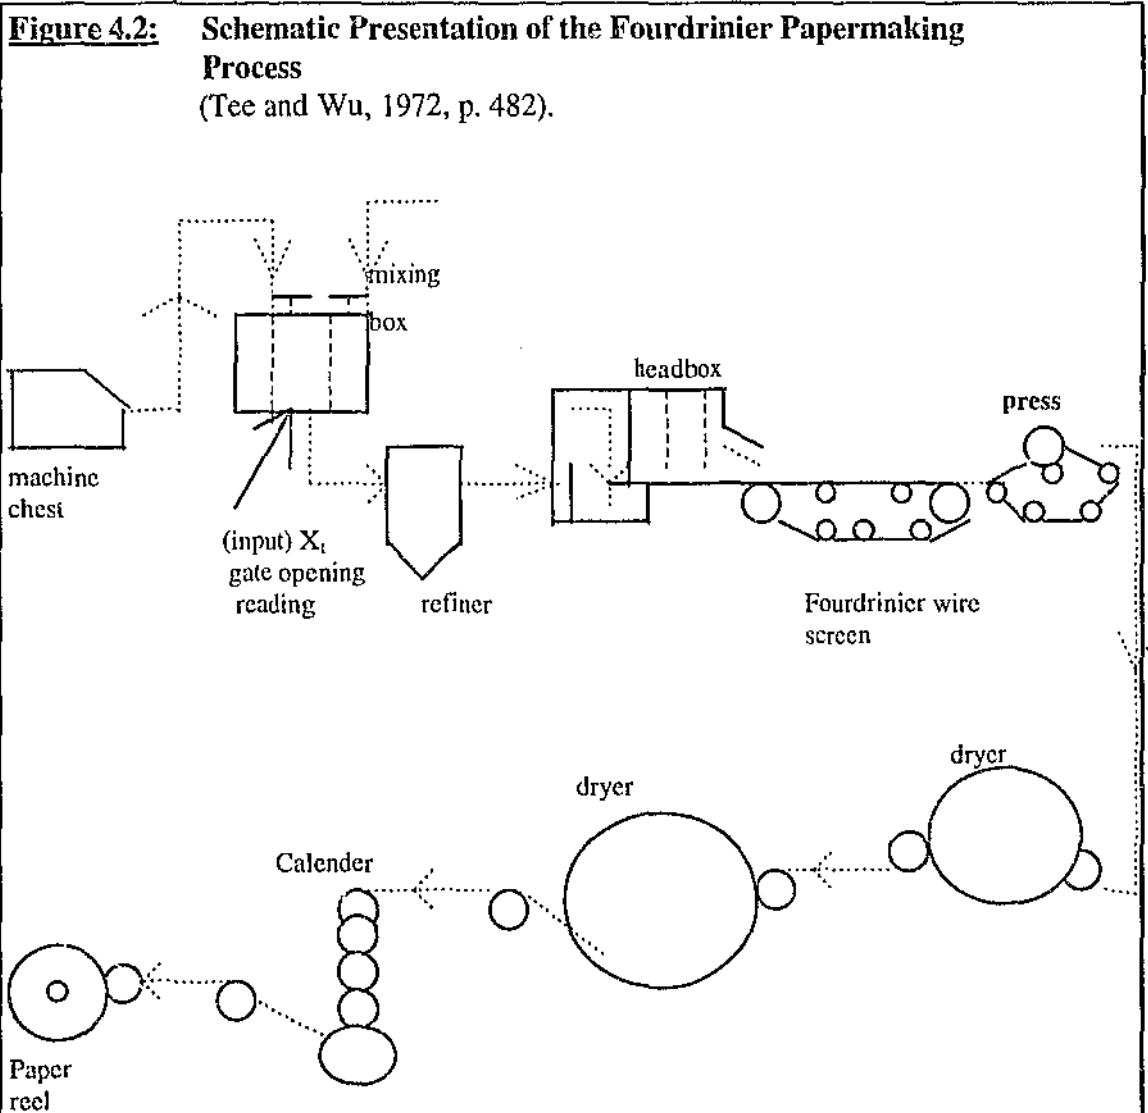 Figure 4.2: Schematic Presentation of the Fourdrinier Papermaking
Process
(Tee and Wu, 1972, p. 482).
mixing
box
headbox
press
machine
chest
(input) Xt
gate opening
reading
refiner
Fourdrinier wire
screen
dryer
dryer
Calender
Paper
reel